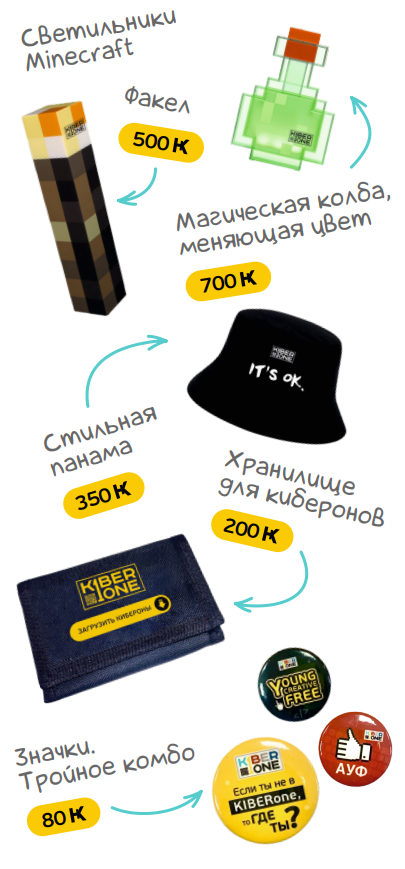 Светильники
Minecraft
Факел
500 K
KIBER
ONE
KIBER
ONE
Магическая колба,
меняющая цвет
700 K
KIBER
ONE
IT'S OK.
Стильная
панама
350 K
Хранилище
для киберонов
200 K
KIBER
ONE
ЗАГРУЗИТЬ КИБЕРОНЫ
YOUNG
CREATIVE
FREE
KIBER
ONE
АУФ
Значки.
Тройное комбо
80 K
KIBER
ONE
Если ты не в
KIBERone,
то ГДЕ
ТЫ?